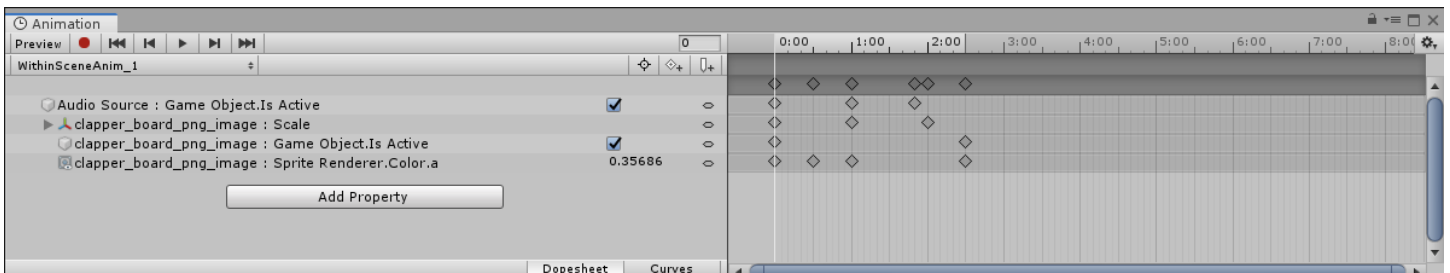 Animation
Preview 0 0:00 1:00 2:00 3:00 4:00 5:00 6:00 7:00 8:00
WithinSceneAnim_1
Audio Source : Game Object.Is Active
clapper_board_png_image : Scale
clapper_board_png_image : Game Object.Is Active
clapper_board_png_image : Sprite Renderer.Color.a 0.35686
Add Property
Dopesheet Curves